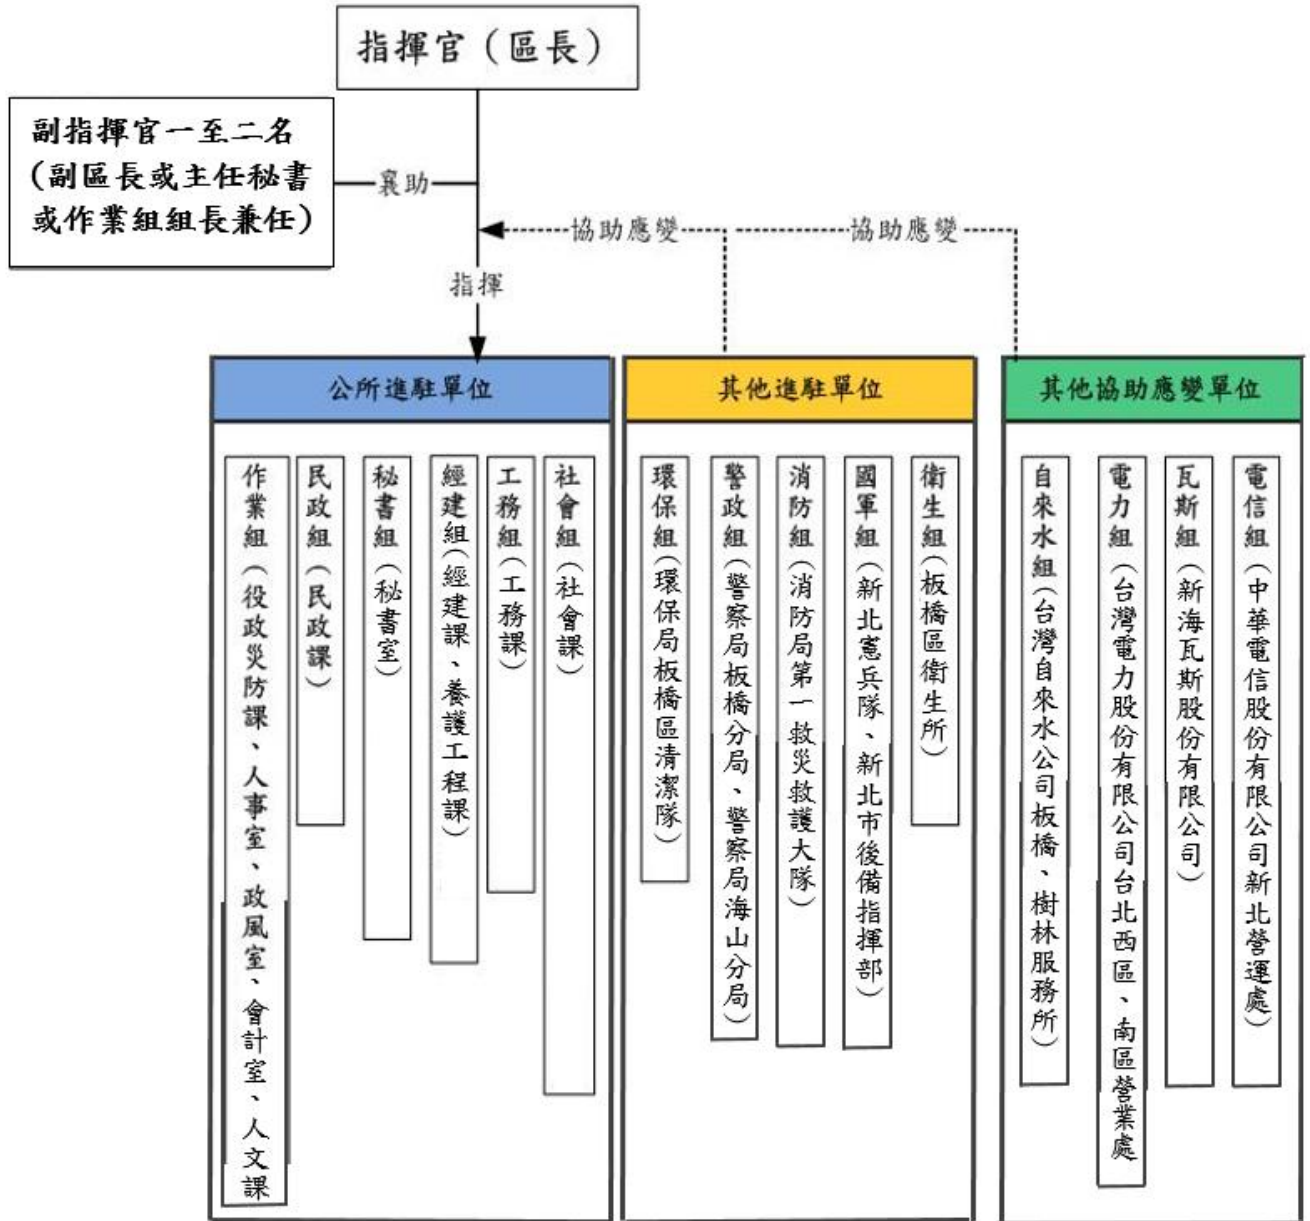 指揮官（區長）
副指揮官一至二名
(副區長或主任秘書
或作業組組長兼任)
襄助
協助應變
協助應變
指揮
公所進駐單位
作業組（役政災防課、人事室、政風室、會計室、人文課
民政組（民政課）
秘書組（秘書室）
經建組（經建課、養護工程課）
工務組（工務課）
社會組（社會課）
其他進駐單位
環保組（環保局板橋區清潔隊）
警政組（警察局板橋分局、警察局海山分局）
消防組（消防局第一救災救護大隊）
國軍組（新北憲兵隊、新北市後備指揮部）
衛生組（板橋區衛生所）
其他協助應變單位
自來水組（台灣自來水公司板橋、樹林服務所）
電力組（台灣電力股份有限公司台北西區、南區營業處
瓦斯組（新海瓦斯股份有限公司）
電信組（中華電信股份有限公司新北營運處）